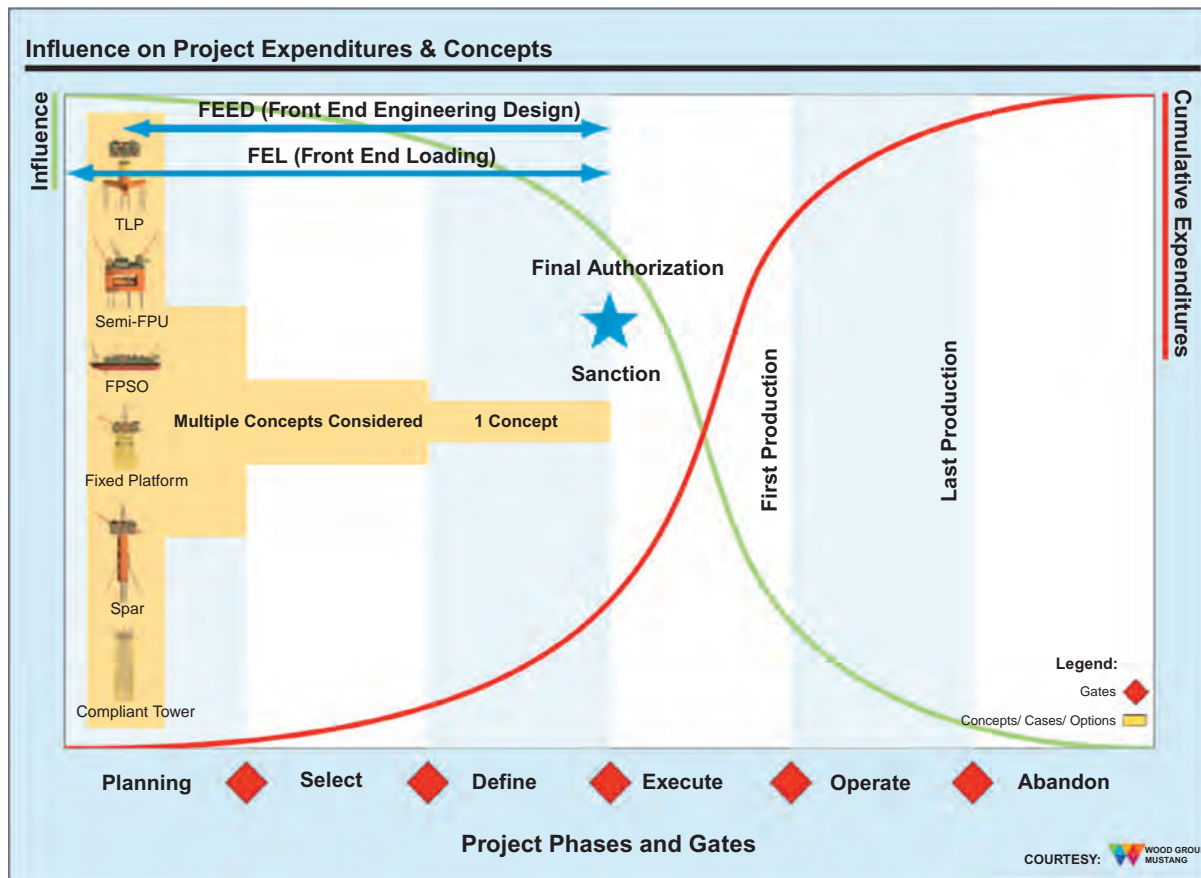 Influence on Project Expenditures & Concepts
Influence
FEED (Front End Engineering Design)
FEL (Front End Loading)
Cumulative Expenditures
TLP
Semi-FPU
FPSO
Fixed Platform
Spar
Compliant Tower
Multiple Concepts Considered
1 Concept
Final Authorization
Sanction
First Production
Last Production
Legend:
Gates
Concepts/ Cases/ Options
Planning
Select
Define
Execute
Operate
Abandon
Project Phases and Gates
COURTESY:
WOOD GROU
MUSTANG